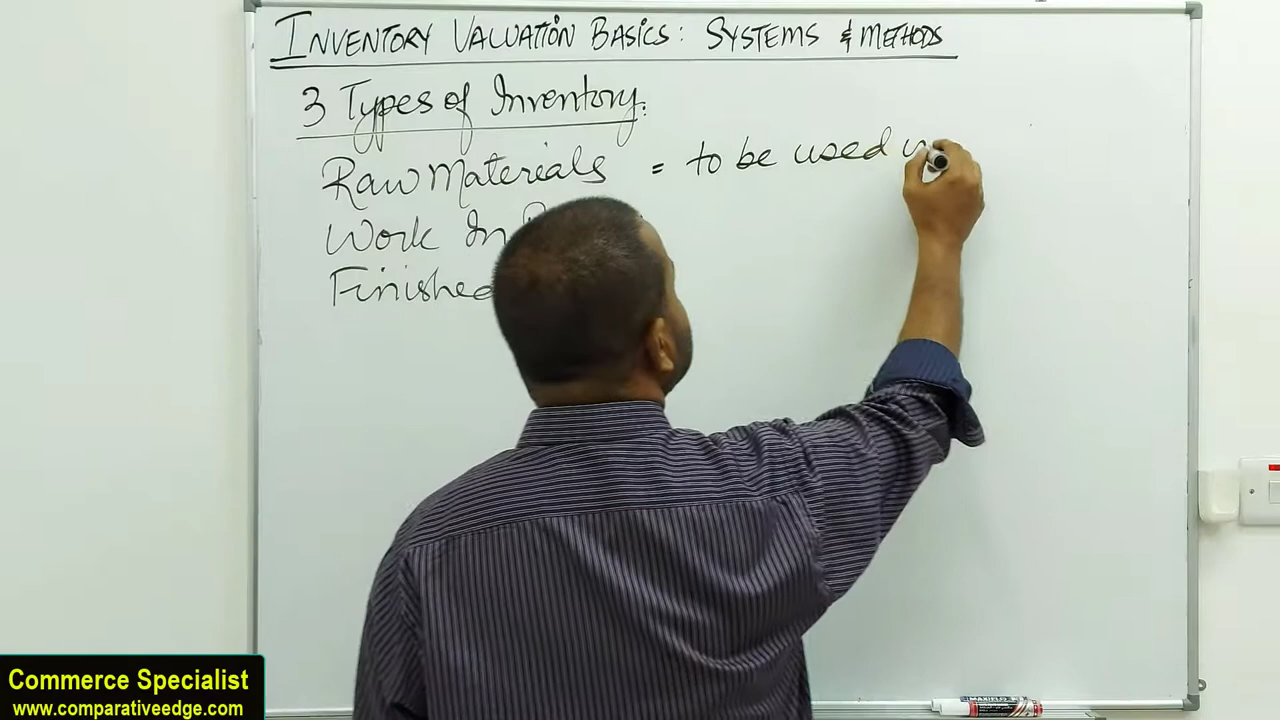 INVENTORY VALUATION BASICS: SYSTEMS & METHODS
3 Types of Inventory:
Raw Materials = to be used
Work In
Finished
Commerce Specialist
www.comparativeedge.com